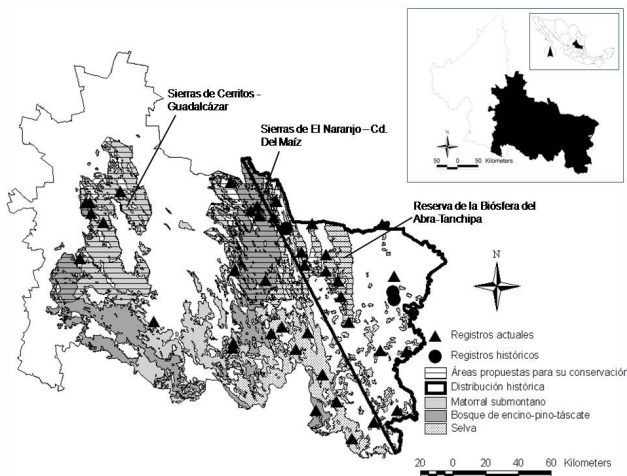 Sierras de Cerritos -
Guadalcázar
Sierras de El Naranjo – Cd.
Del Maíz
Reserva de la Biósfera del
Abra-Tanchipa
N
50 0 50 Kilometers
N
Registros actuales
Registros históricos
Áreas propuestas para su conservación
Distribución histórica
Matorral submontano
Bosque de encino-pino-táscate
Selva
20 0 20 40 60 Kilometers